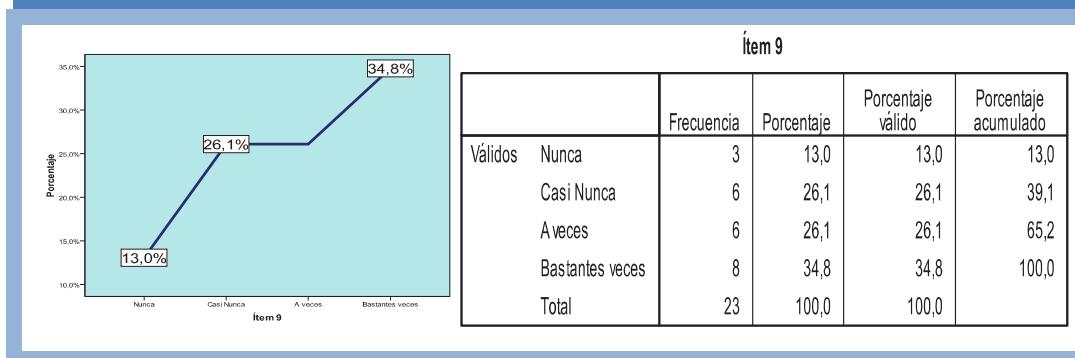 35,0%
30,0%
25,0%
20,0%
15,0%
10,0%
Porcentaje
13,0%
26,1%
34,8%
Nunca Casi Nunca A veces Bastantes veces
Ítem 9
Ítem 9
Frecuencia Porcentaje Porcentaje válido Porcentaje acumulado
Válidos Nunca 3 13,0 13,0 13,0
Casi Nunca 6 26,1 26,1 39,1
A veces 6 26,1 26,1 65,2
Bastantes veces 8 34,8 34,8 100,0
Total 23 100,0 100,0